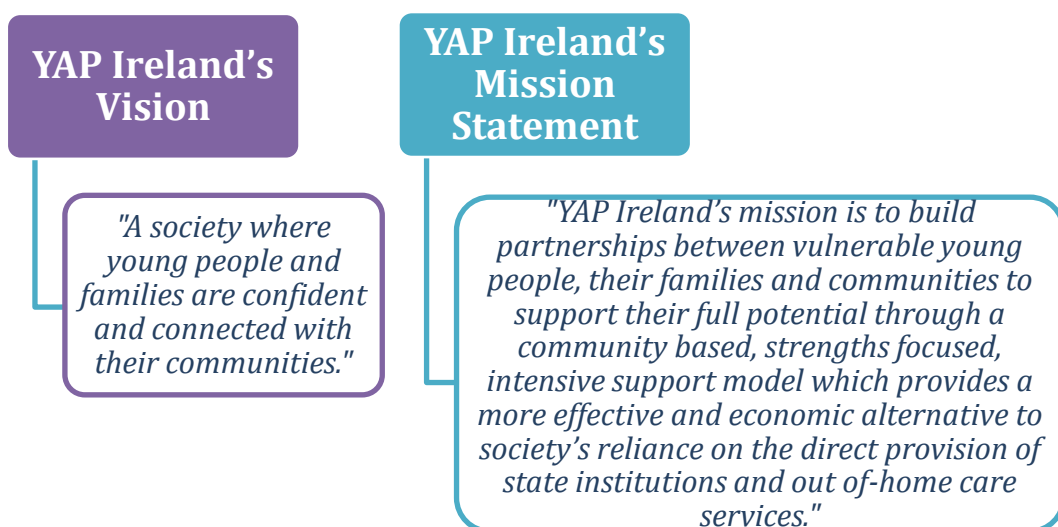 YAP Ireland’s
Vision
"A society where
young people and
families are confident
and connected with
their communities."
YAP Ireland’s
Mission
Statement
"YAP Ireland’s mission is to build
partnerships between vulnerable young
people, their families and communities to
support their full potential through a
community based, strengths focused,
intensive support model which provides a
more effective and economic alternative to
society’s reliance on the direct provision of
state institutions and out of-home care
services."